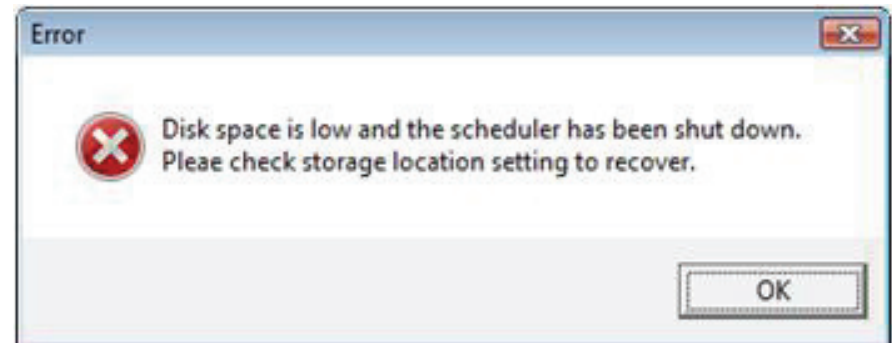 Error
Disk space is low and the scheduler has been shut down.
Pleae check storage location setting to recover.
OK